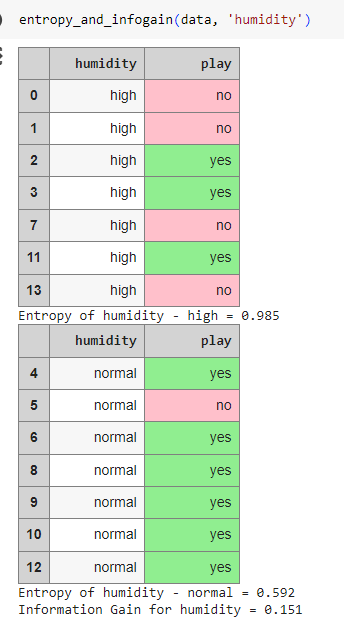 entropy_and_infogain(data, 'humidity')
humidity play
0 high no
1 high no
2 high yes
3 high yes
7 high no
11 high yes
13 high no
Entropy of humidity - high = 0.985
humidity play
4 normal yes
5 normal no
6 normal yes
8 normal yes
9 normal yes
10 normal yes
12 normal yes
Entropy of humidity - normal = 0.592
Information Gain for humidity = 0.151